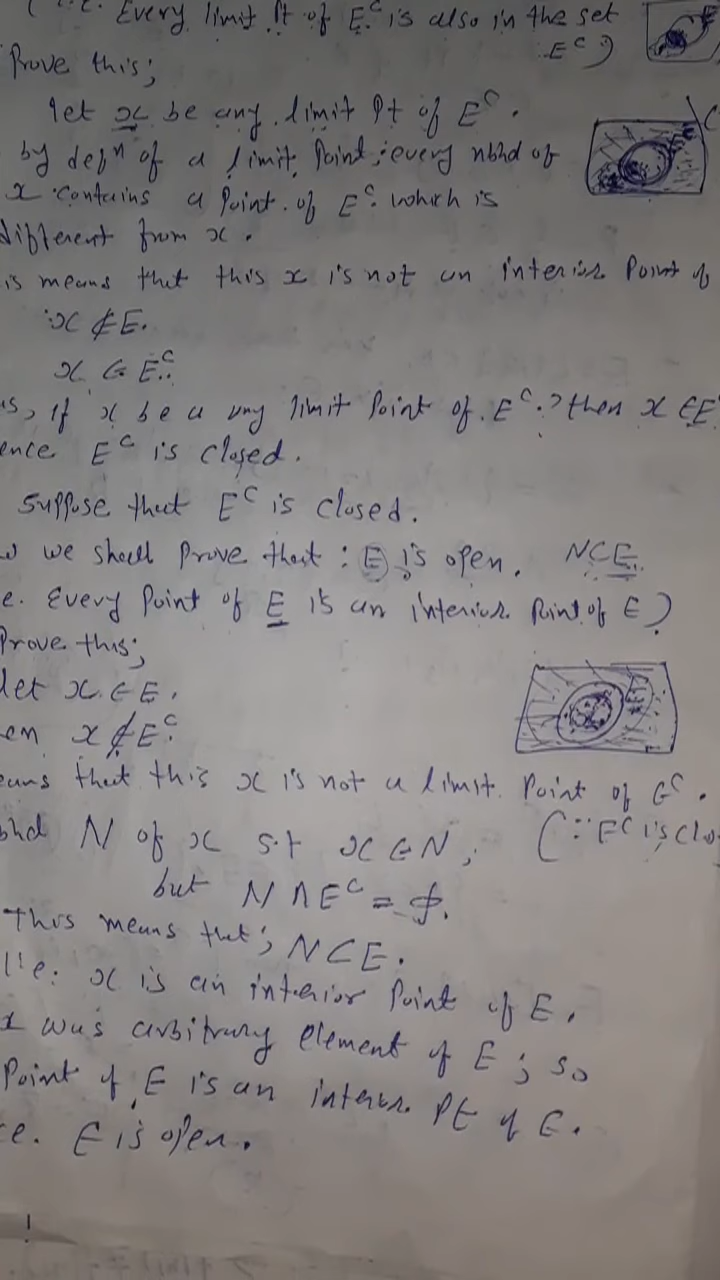 ( i.e. Every limit pt of E^c is also in the set
E^c)
Prove this;
let x be any limit pt of E^c.
by defⁿ of a limit point; every nbhd of
x contains a point of E^c which is
different from x.
is means that this x is not an interior Point of
x ∉ E.
x ∈ E^c.
is, if x be a any limit Point of E^c. then x ∈ E^c
ence E^c is closed.
Suppose that E^c is closed.
w we shall Prove that : E is open. N⊂E
e. Every Point of E is an interior Point of E)
Prove this;
let x ∈ E.
en x ∉ E^c
eans that this x is not a limit Point of E^c.
bhd N of x s.t x ∈ N; (∵ E^c is clo
but N ∩ E^c = φ.
This means that; N⊂E.
i.e. x is an interior Point of E.
x was arbitrary element of E; so
Point of E is an interior Pt of E.
ce. E is open.